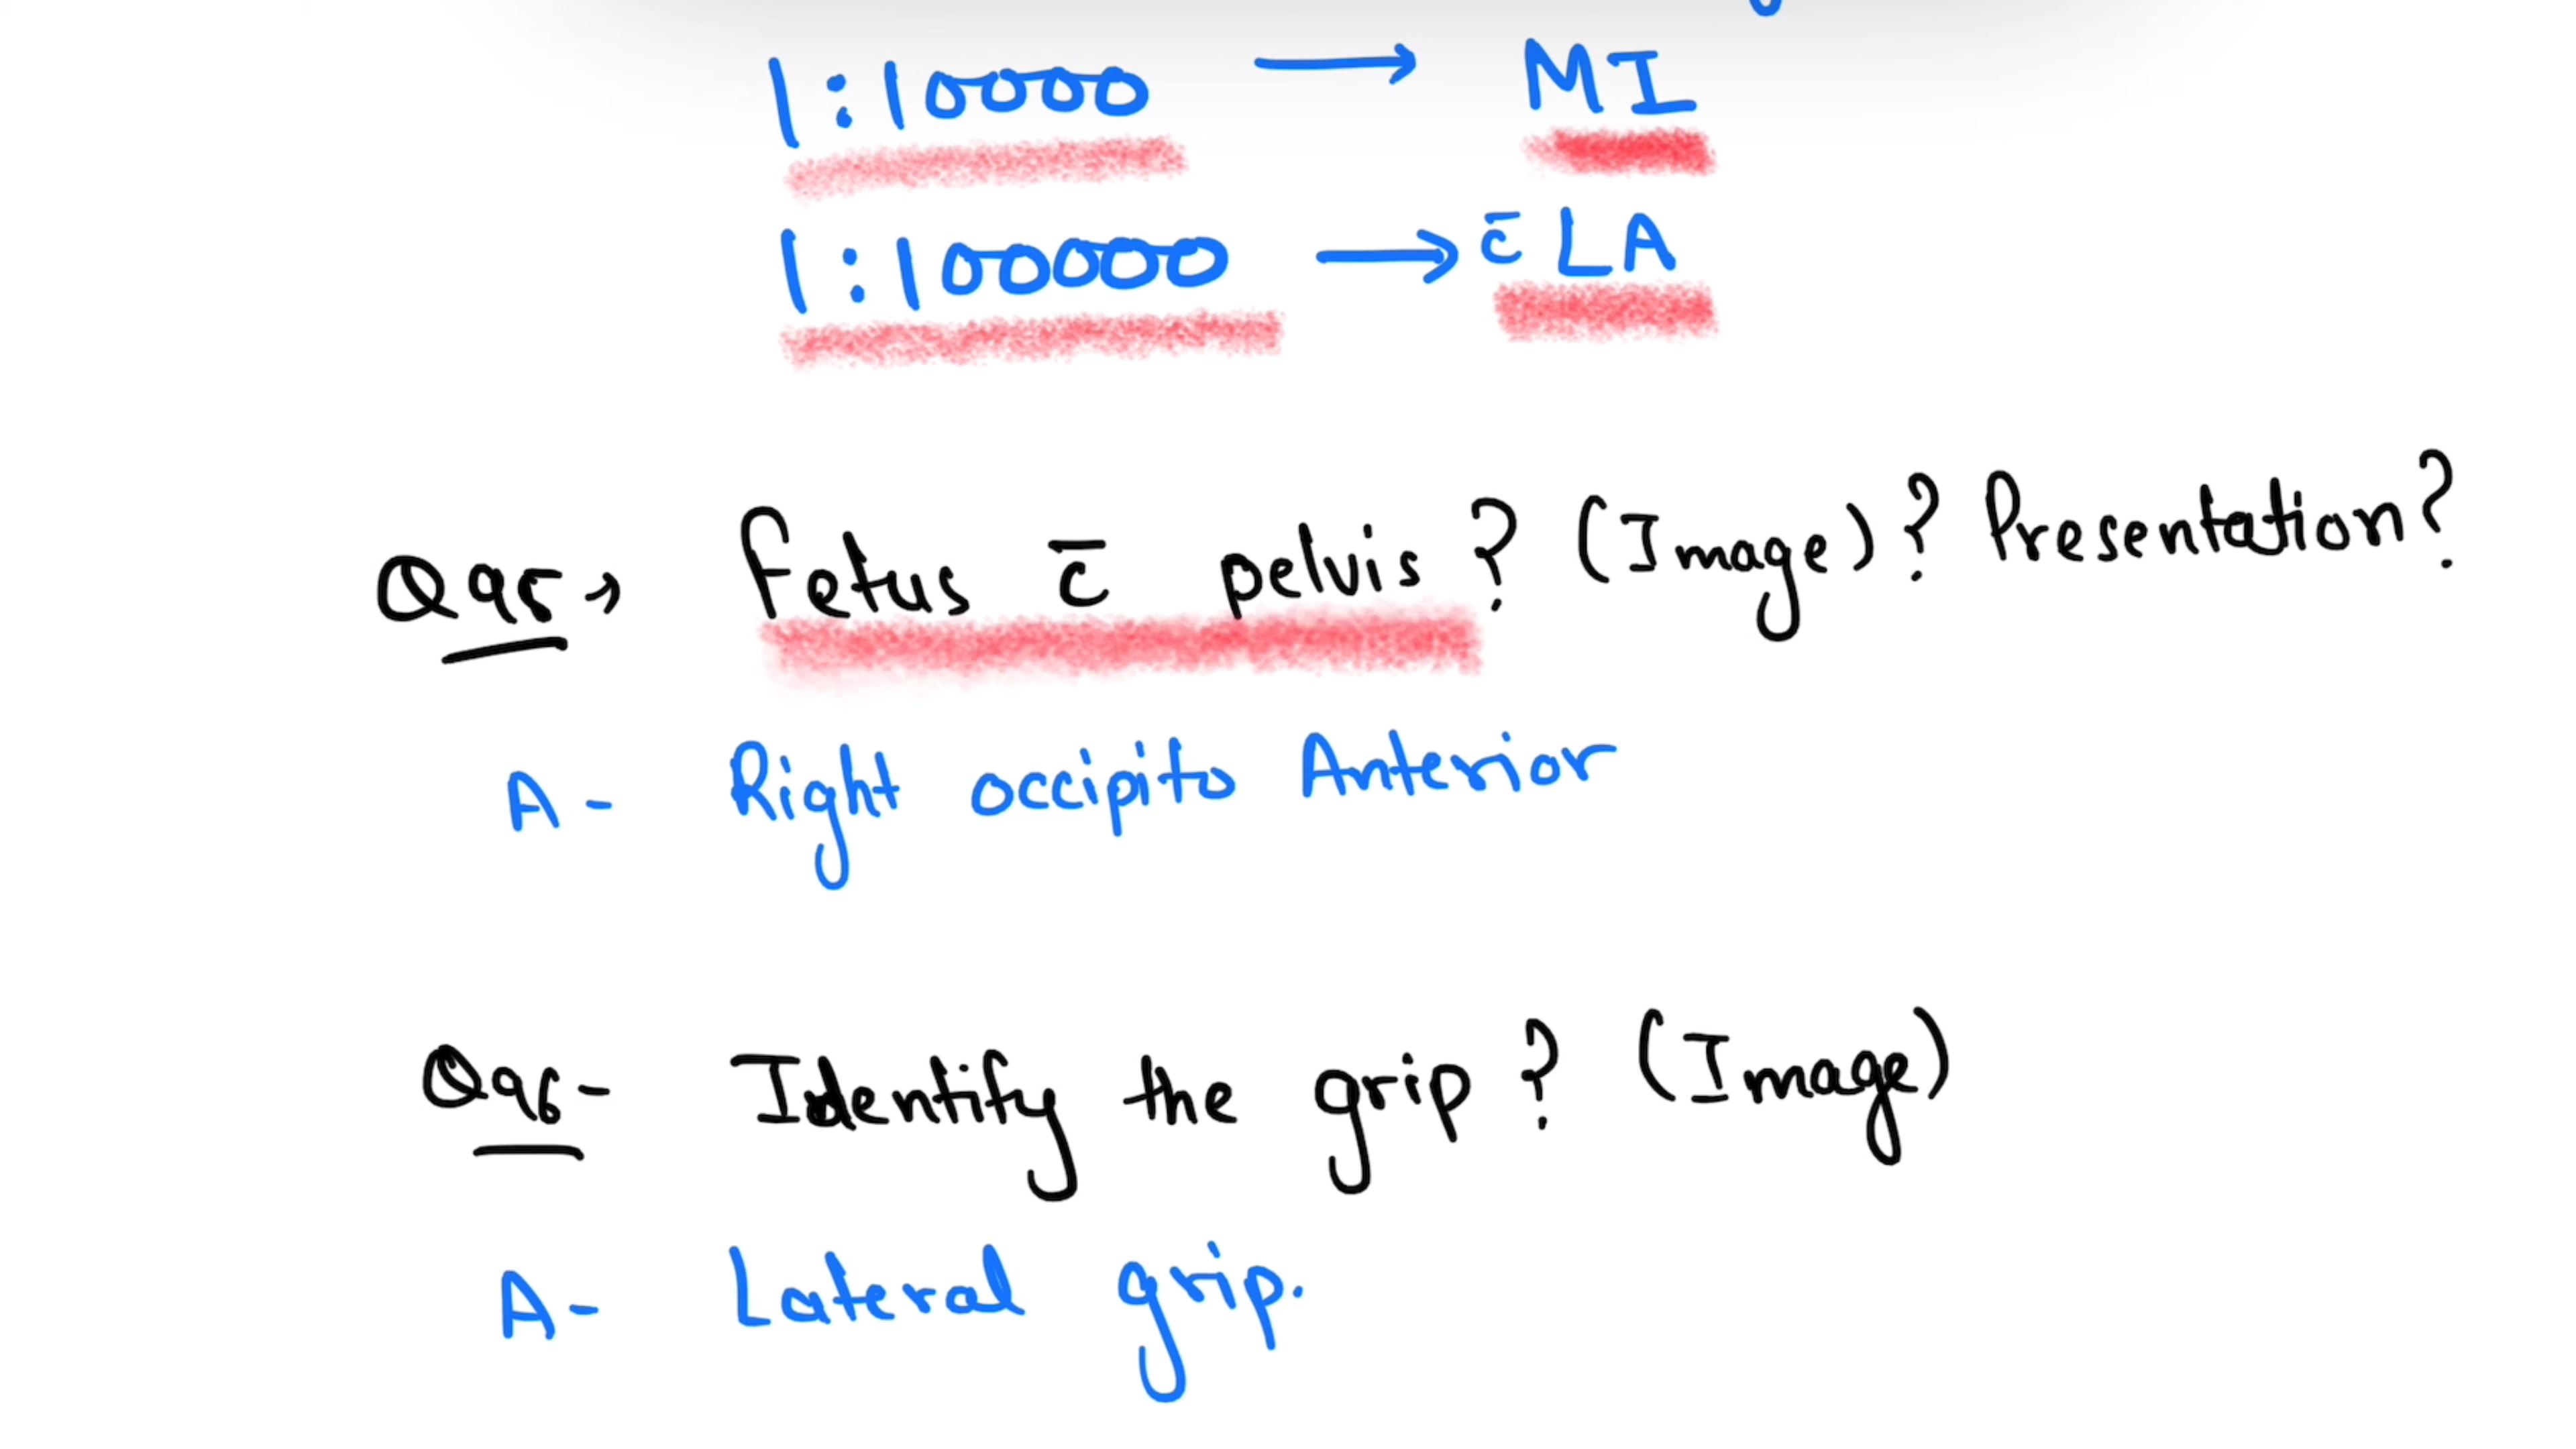 1:10000 → MI
1:100000 → c̄ LA
Q95→ Fetus c̄ pelvis? (Image)? Presentation?
A- Right occipito Anterior
Q96- Identify the grip? (Image)
A- Lateral grip.